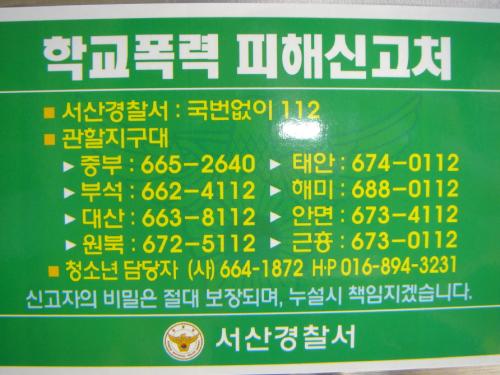 학교폭력 피해신고처
■ 서산경찰서 : 국번없이 112
■ 관할지구대
▶ 중부 : 665-2640 ▶ 태안 : 674-0112
▶ 부석 : 662-4112 ▶ 해미 : 688-0112
▶ 대산 : 663-8112 ▶ 안면 : 673-4112
▶ 원북 : 672-5112 ▶ 근흥 : 673-0112
■ 청소년 담당자 (사) 664-1872 H·P 016-894-3231
신고자의 비밀은 절대 보장되며, 누설시 책임지겠습니다.
서산경찰서